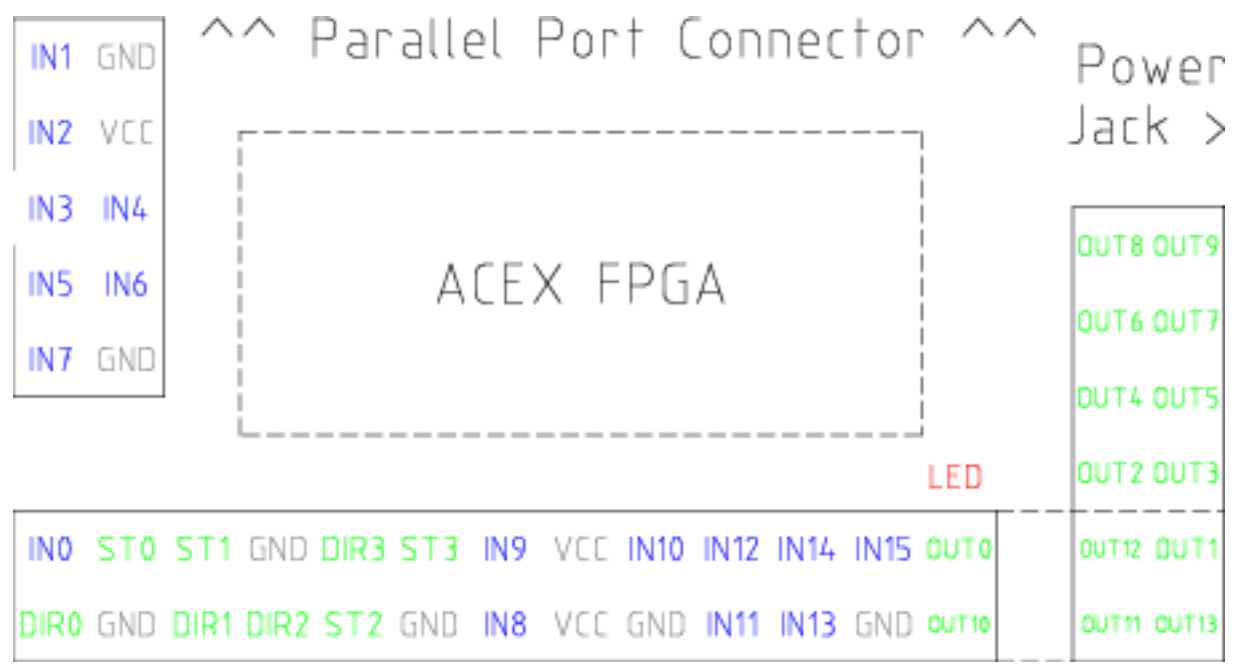 ^^ Parallel Port Connector ^^
Power
Jack >
IN1 GND
IN2 VCC
IN3 IN4
IN5 IN6
IN7 GND
ACEX FPGA
OUT8 OUT9
OUT6 OUT7
OUT4 OUT5
OUT2 OUT3
OUT12 OUT1
OUT11 OUT13
LED
IN0 ST0 ST1 GND DIR3 ST3 IN9 VCC IN10 IN12 IN14 IN15 OUT0
DIR0 GND DIR1 DIR2 ST2 GND IN8 VCC GND IN11 IN13 GND OUT10